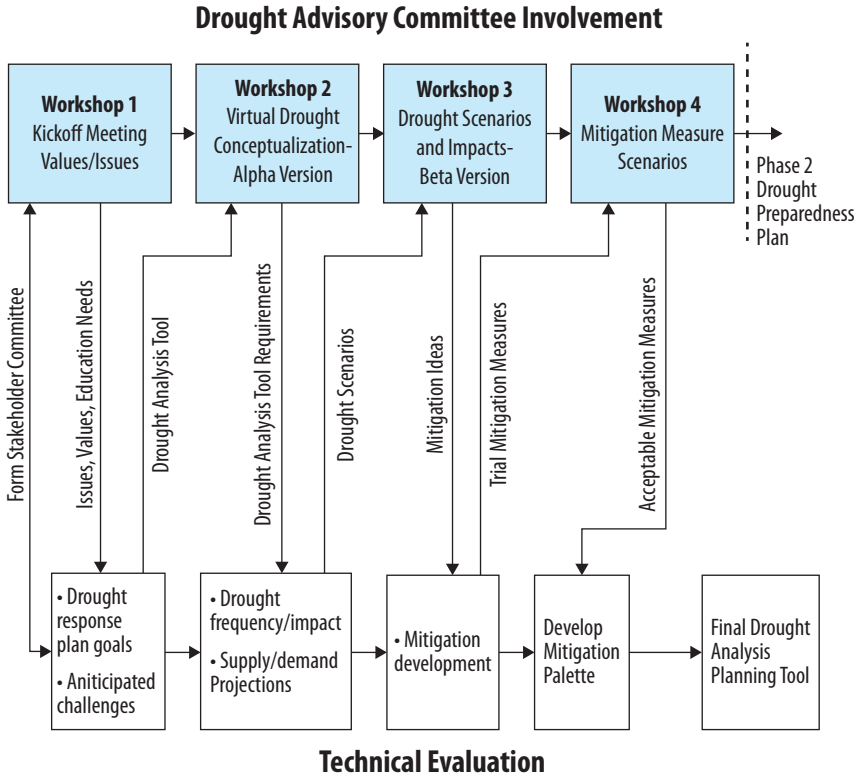 Drought Advisory Committee Involvement
Workshop 1
Kickoff Meeting
Values/Issues
Workshop 2
Virtual Drought
Conceptualization-
Alpha Version
Workshop 3
Drought Scenarios
and Impacts-
Beta Version
Workshop 4
Mitigation Measure
Scenarios
Phase 2
Drought
Preparedness
Plan
Form Stakeholder Committee
Issues, Values, Education Needs
Drought Analysis Tool
Drought Analysis Tool Requirements
Drought Scenarios
Mitigation Ideas
Trial Mitigation Measures
Acceptable Mitigation Measures
• Drought
response
plan goals
• Aniticipated
challenges
• Drought
frequency/impact
• Supply/demand
Projections
• Mitigation
development
Develop
Mitigation
Palette
Final Drought
Analysis
Planning Tool
Technical Evaluation